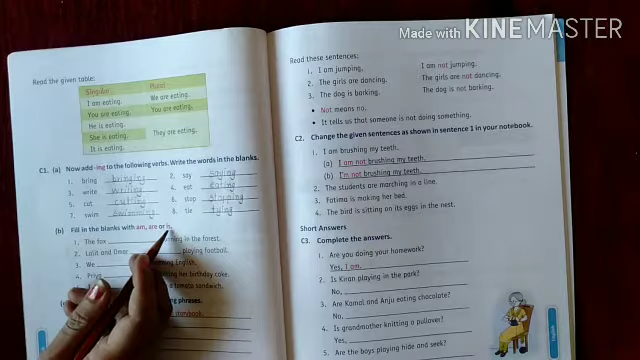 Made with KINEMASTER
Read the given table:
Singular Plural
I am eating. We are eating.
You are eating. You are eating.
He is eating.
She is eating. They are eating.
It is eating.
C1. (a) Now add -ing to the following verbs. Write the words in the blanks.
1. bring bringing 2. say saying
3. write writing 4. eat eating
5. cut cutting 6. stop stopping
7. swim swimming 8. tie tying
(b) Fill in the blanks with am, are or is.
1. The fox in the forest.
2. Lalit and Omar playing football.
3. We English.
4. Priya her birthday cake.
a tomato sandwich.
phrases.
storybook.
Read these sentences:
1. I am jumping. I am not jumping.
2. The girls are dancing. The girls are not dancing.
3. The dog is barking. The dog is not barking.
• Not means no.
• It tells us that someone is not doing something.
C2. Change the given sentences as shown in sentence 1 in your notebook.
1. I am brushing my teeth.
(a) I am not brushing my teeth.
(b) I'm not brushing my teeth.
2. The students are marching in a line.
3. Fatima is making her bed.
4. The bird is sitting on its eggs in the nest.
Short Answers
C3. Complete the answers.
1. Are you doing your homework?
Yes, I am.
2. Is Kiran playing in the park?
No,
3. Are Kamal and Anju eating chocolate?
No,
4. Is grandmother knitting a pullover?
Yes,
5. Are the boys playing hide and seek?
English